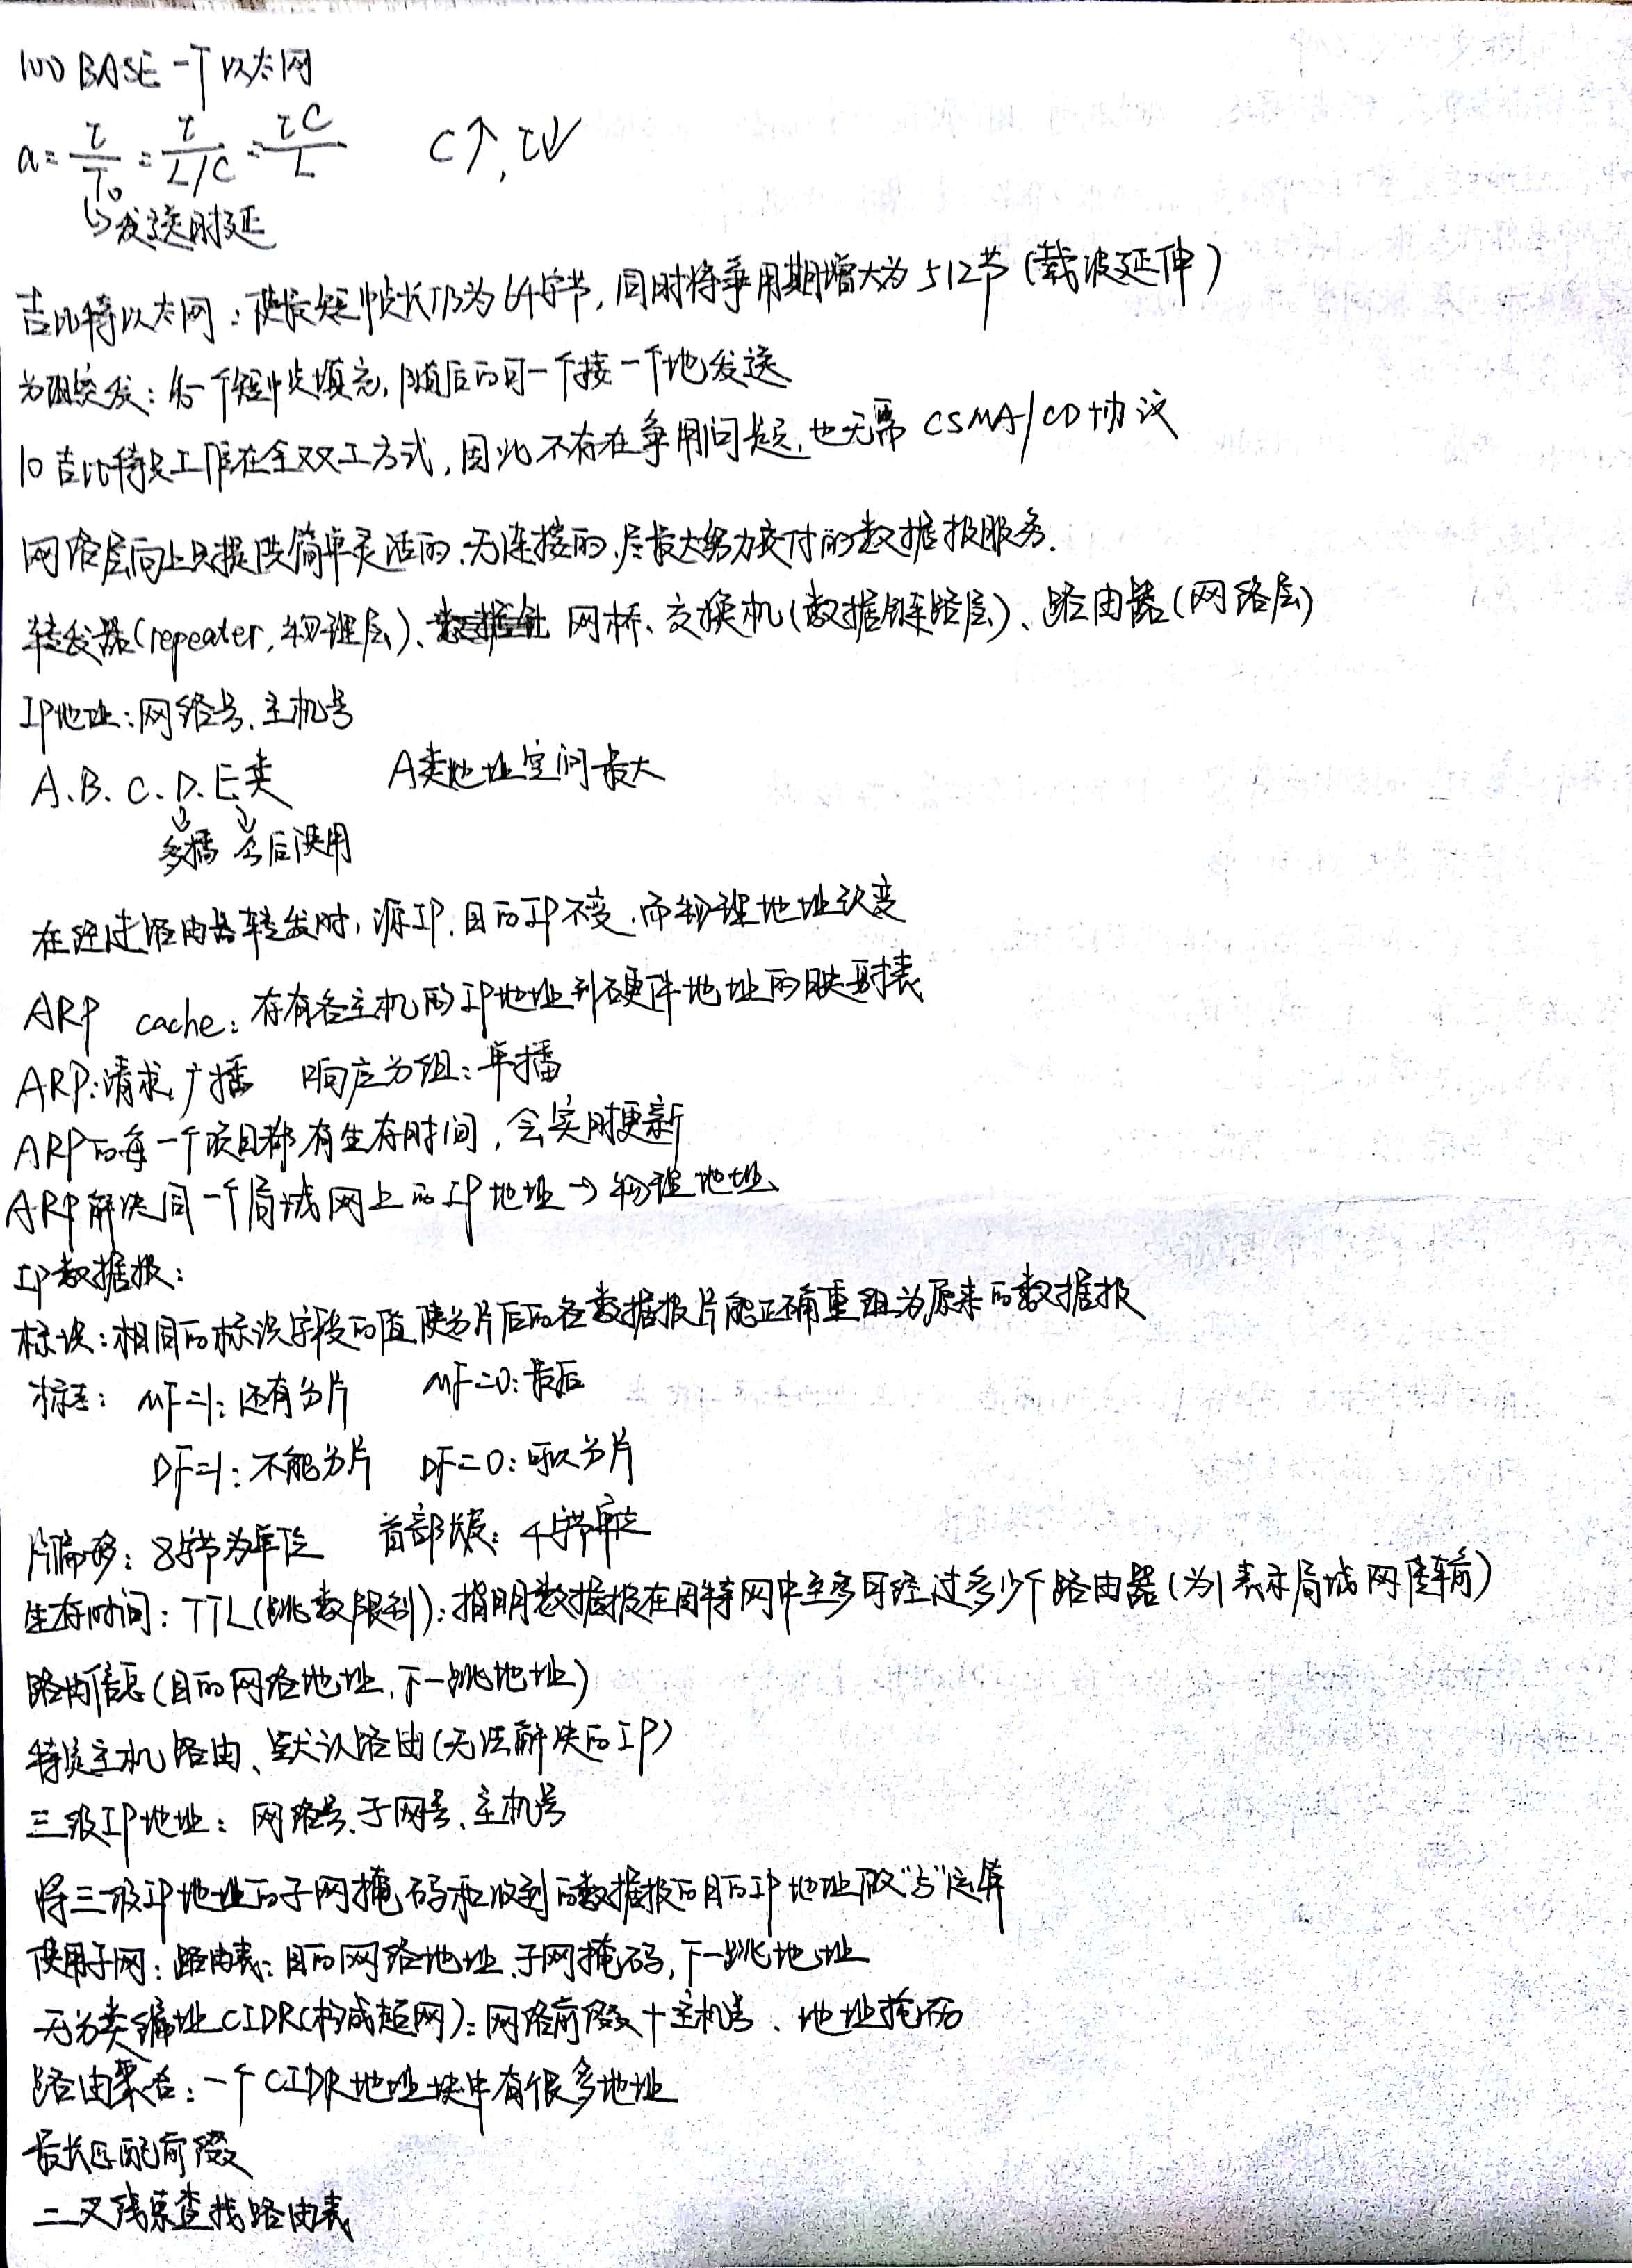 100BASE-T以太网
a = τ/T₀ = τ/(L/C) = τC/L    C↑, τ↓
↳发送时延
吉比特以太网：使最短帧长仍为64字节，同时将争用期增大为512节（载波延伸）
分组突发：第一个短帧填充，随后的可一个接一个地发送
10吉比特只工作在全双工方式，因此不存在争用问题，也无需CSMA/CD协议
网络层向上只提供简单灵活的、无连接的、尽最大努力交付的数据报服务.
转发器(repeater,物理层)、网桥、交换机(数据链路层)、路由器(网络层)
IP地址：网络号、主机号
A.B.C.D.E类    A类地址空间最大
↓多播 ↓今后使用
在经过路由器转发时，源IP、目的IP不变，而物理地址改变
ARP cache：存有各主机的IP地址到硬件地址的映射表
ARP：请求广播    响应分组：单播
ARP的每一个项目都有生存时间，会实时更新
ARP解决同一个局域网上的IP地址→物理地址
IP数据报：
标识：相同的标识字段的值使分片后的各数据报片能正确重组为原来的数据报
标志：MF=1：还有分片    MF=0：最后
DF=1：不能分片    DF=0：可以分片
片偏移：8字节为单位    首部长度：4字节单位
生存时间：TTL(跳数限制)：指明数据报在因特网中至多可经过多少个路由器(为1表示局域网传输)
路由信息(目的网络地址、下一跳地址)
特定主机路由、默认路由(无法解决的IP)
三级IP地址：网络号、子网号、主机号
将三级IP地址的子网掩码和收到的数据报的目的IP地址做“与”运算
使用子网：路由表：目的网络地址、子网掩码，下一跳地址
无分类编址CIDR(构成超网)：网络前缀+主机号、地址掩码
路由聚合：一个CIDR地址块中有很多地址
最长匹配前缀
二叉线索查找路由表